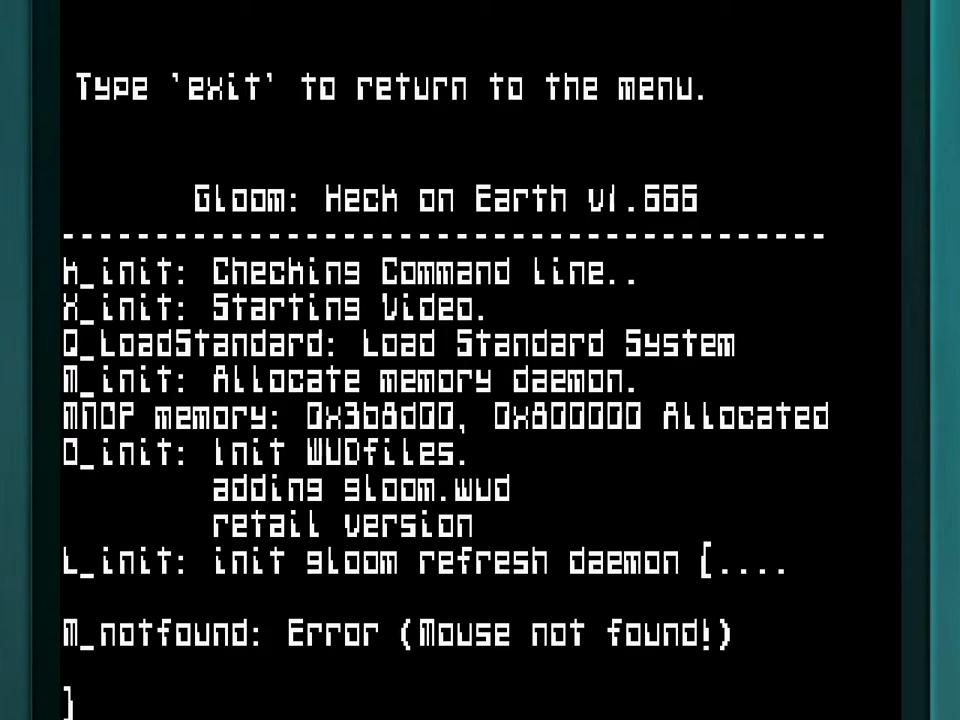 Type 'exit' to return to the menu.
Gloom: Heck on Earth v1.666
-----------------------------------------
K_init: Checking Command line..
X_init: Starting Video.
Q_LoadStandard: Load Standard System
M_init: Allocate memory daemon.
MNDP memory: 0x3b8d00, 0x800000 Allocated
D_init: Init WUDfiles.
adding gloom.wud
retail version
L_init: init gloom refresh daemon [....
M_notfound: Error (Mouse not found!)
]